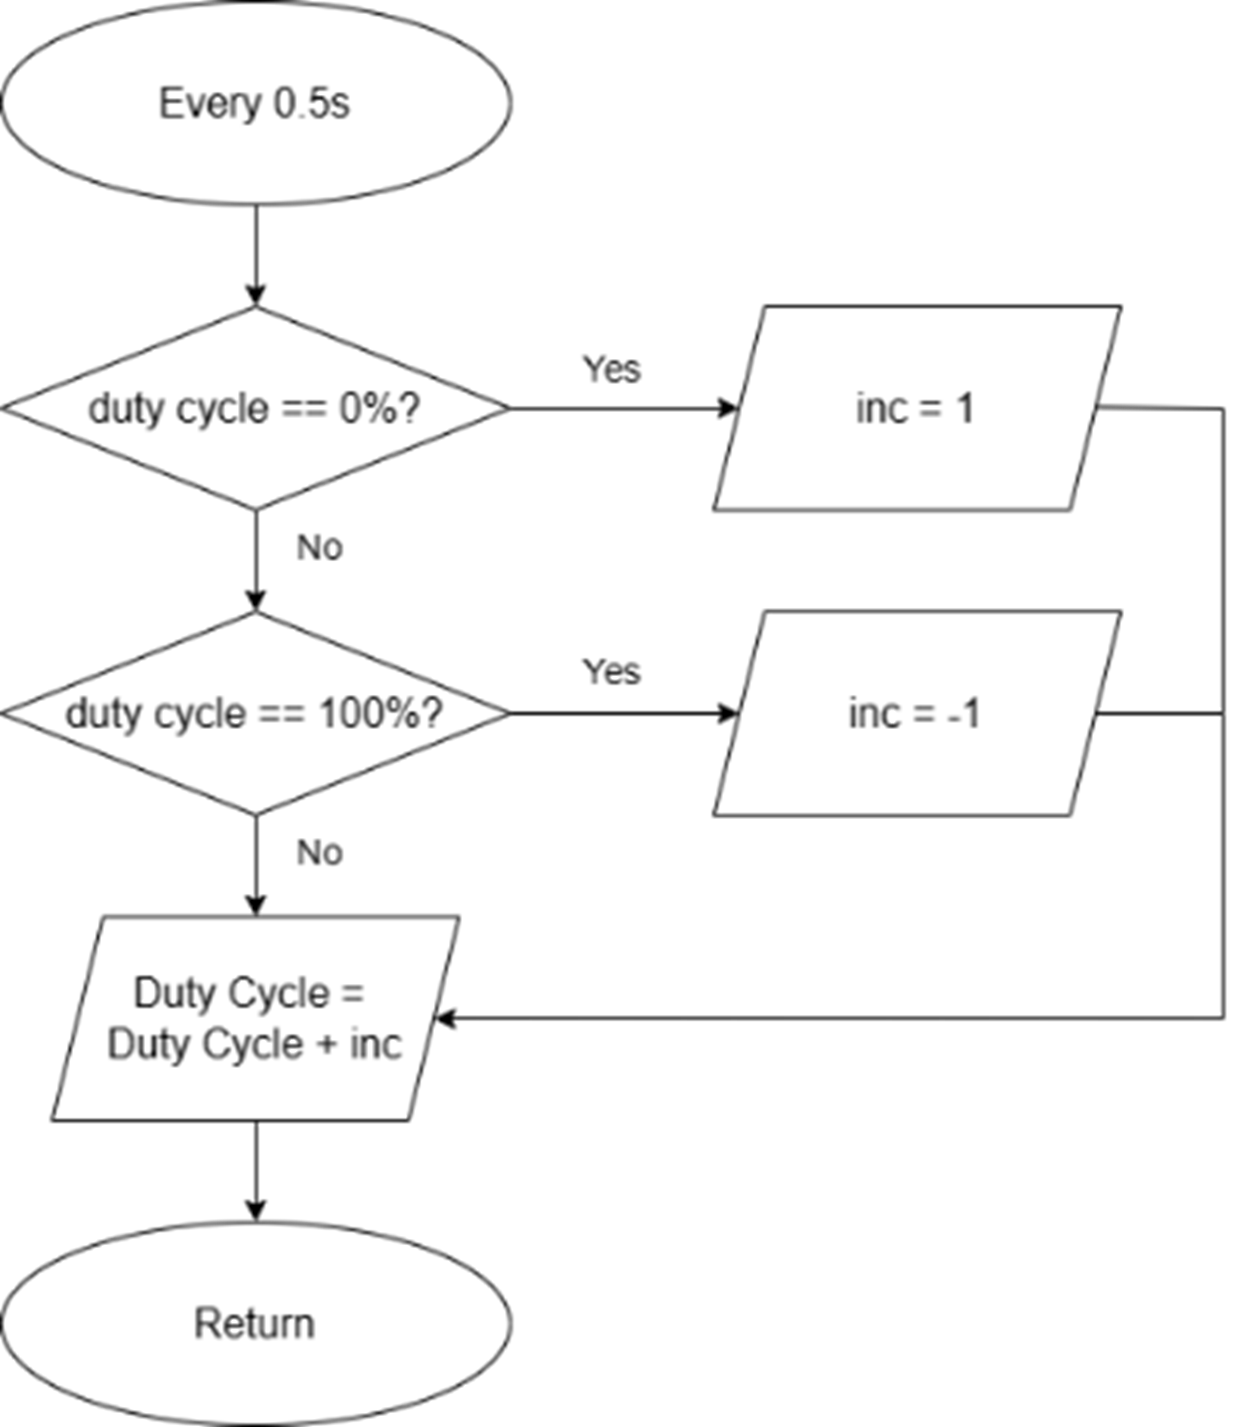 Every 0.5s
duty cycle == 0%?
Yes
inc = 1
No
duty cycle == 100%?
Yes
inc = -1
No
Duty Cycle =
Duty Cycle + inc
Return